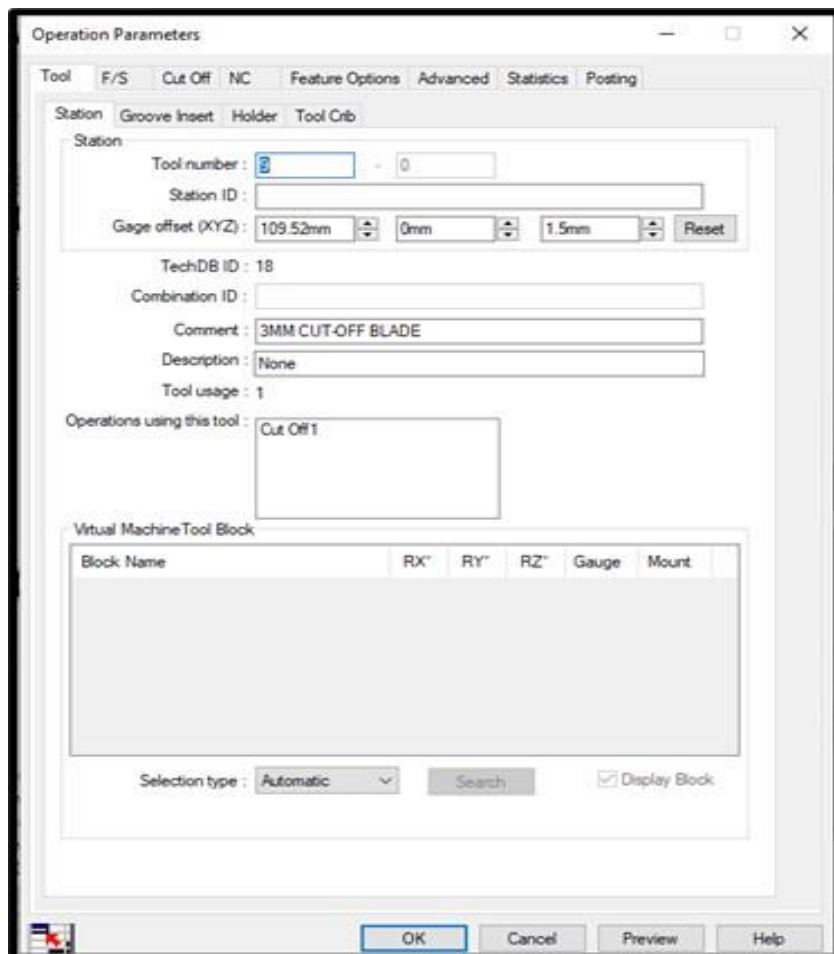 Operation Parameters
Tool F/S Cut Off NC Feature Options Advanced Statistics Posting
Station Groove Insert Holder Tool Crib
Station
Tool number : 9 - 0
Station ID :
Gage offset (XYZ) : 109.52mm 0mm 1.5mm Reset
TechDB ID : 18
Combination ID :
Comment : 3MM CUT-OFF BLADE
Description : None
Tool usage : 1
Operations using this tool : Cut Off1
Virtual MachineTool Block
Block Name RX° RY° RZ° Gauge Mount
Selection type : Automatic Search Display Block
OK Cancel Preview Help